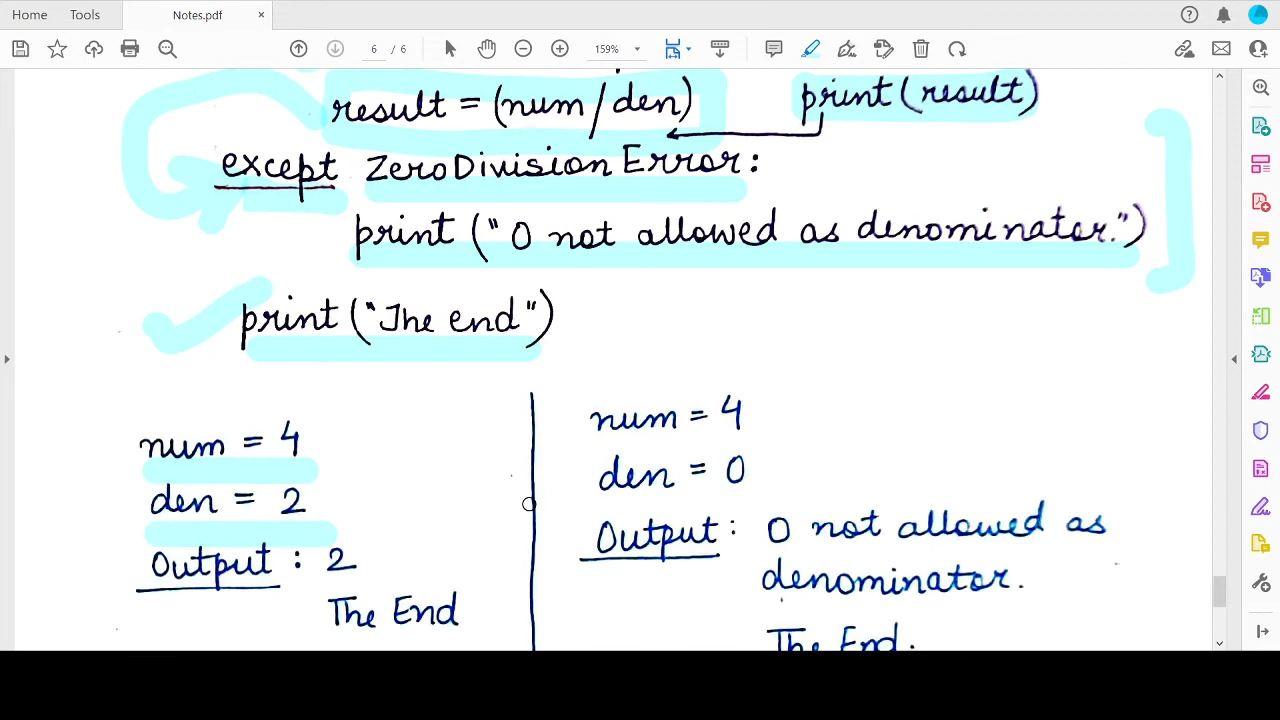 Home Tools Notes.pdf ×
6 / 6 159%
result = (num/den) print(result)
except ZeroDivisionError:
print ("0 not allowed as denominator.")
print ("The end")
num = 4
den = 2
Output : 2
The End
num = 4
den = 0
Output : 0 not allowed as
denominator.
The End.